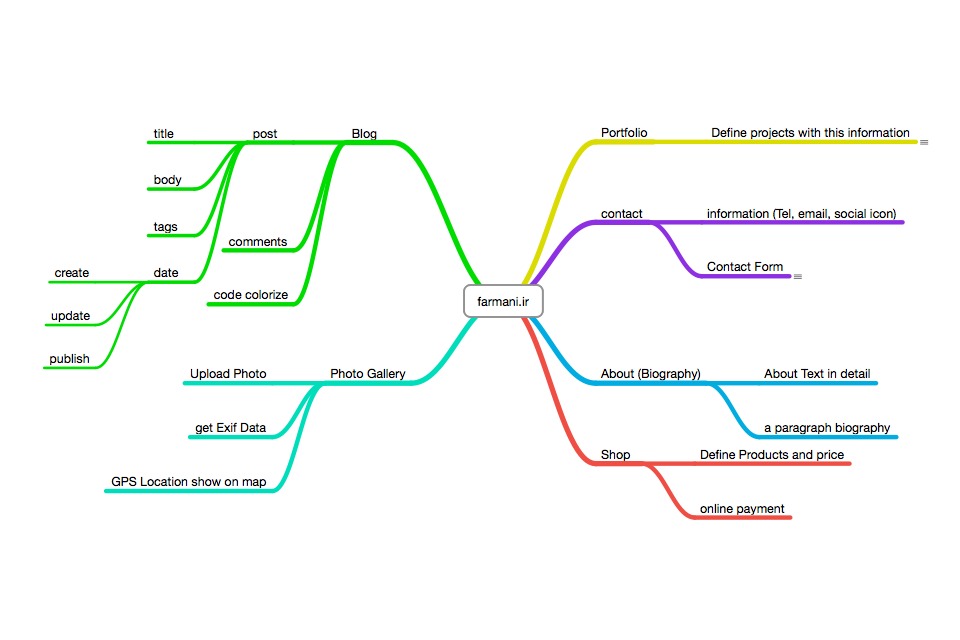 title
post
Blog
body
tags
comments
create
date
code colorize
update
publish
Upload Photo
Photo Gallery
get Exif Data
GPS Location show on map
farmani.ir
Portfolio
Define projects with this information
contact
information (Tel, email, social icon)
Contact Form
About (Biography)
About Text in detail
a paragraph biography
Shop
Define Products and price
online payment